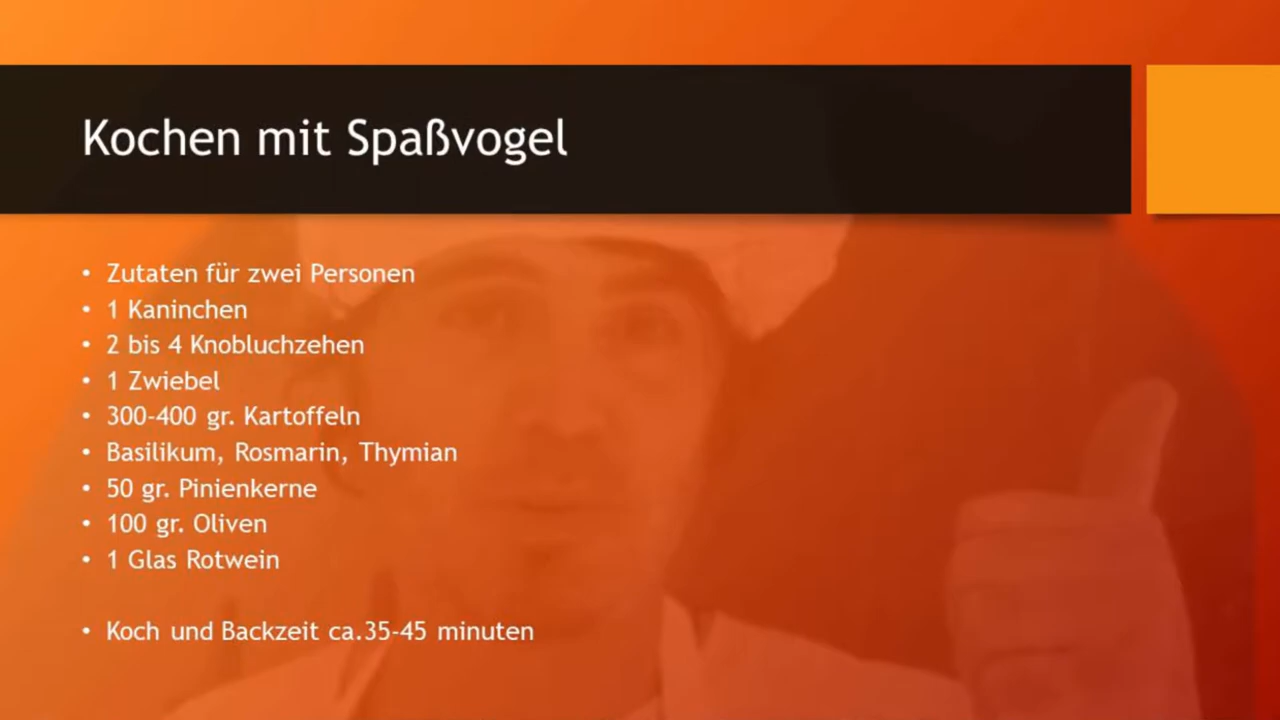 Kochen mit Spaßvogel
• Zutaten für zwei Personen
• 1 Kaninchen
• 2 bis 4 Knobluchzehen
• 1 Zwiebel
• 300-400 gr. Kartoffeln
• Basilikum, Rosmarin, Thymian
• 50 gr. Pinienkerne
• 100 gr. Oliven
• 1 Glas Rotwein
• Koch und Backzeit ca.35-45 minuten